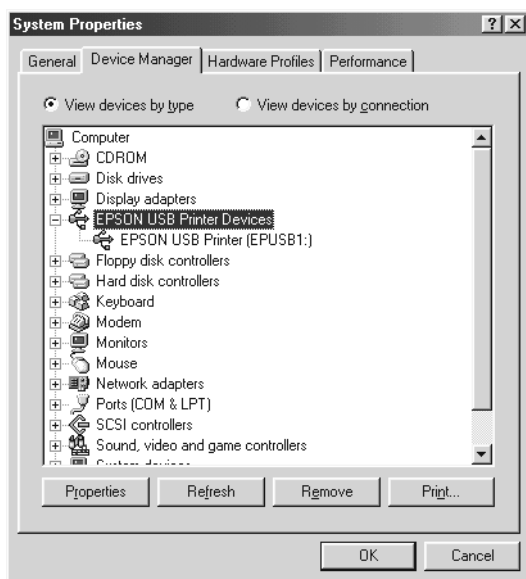 System Properties
General Device Manager Hardware Profiles Performance
View devices by type View devices by connection
Computer
CDROM
Disk drives
Display adapters
EPSON USB Printer Devices
EPSON USB Printer (EPUSB1:)
Floppy disk controllers
Hard disk controllers
Keyboard
Modem
Monitors
Mouse
Network adapters
Ports (COM & LPT)
SCSI controllers
Sound, video and game controllers
System devices
Properties Refresh Remove Print...
OK Cancel